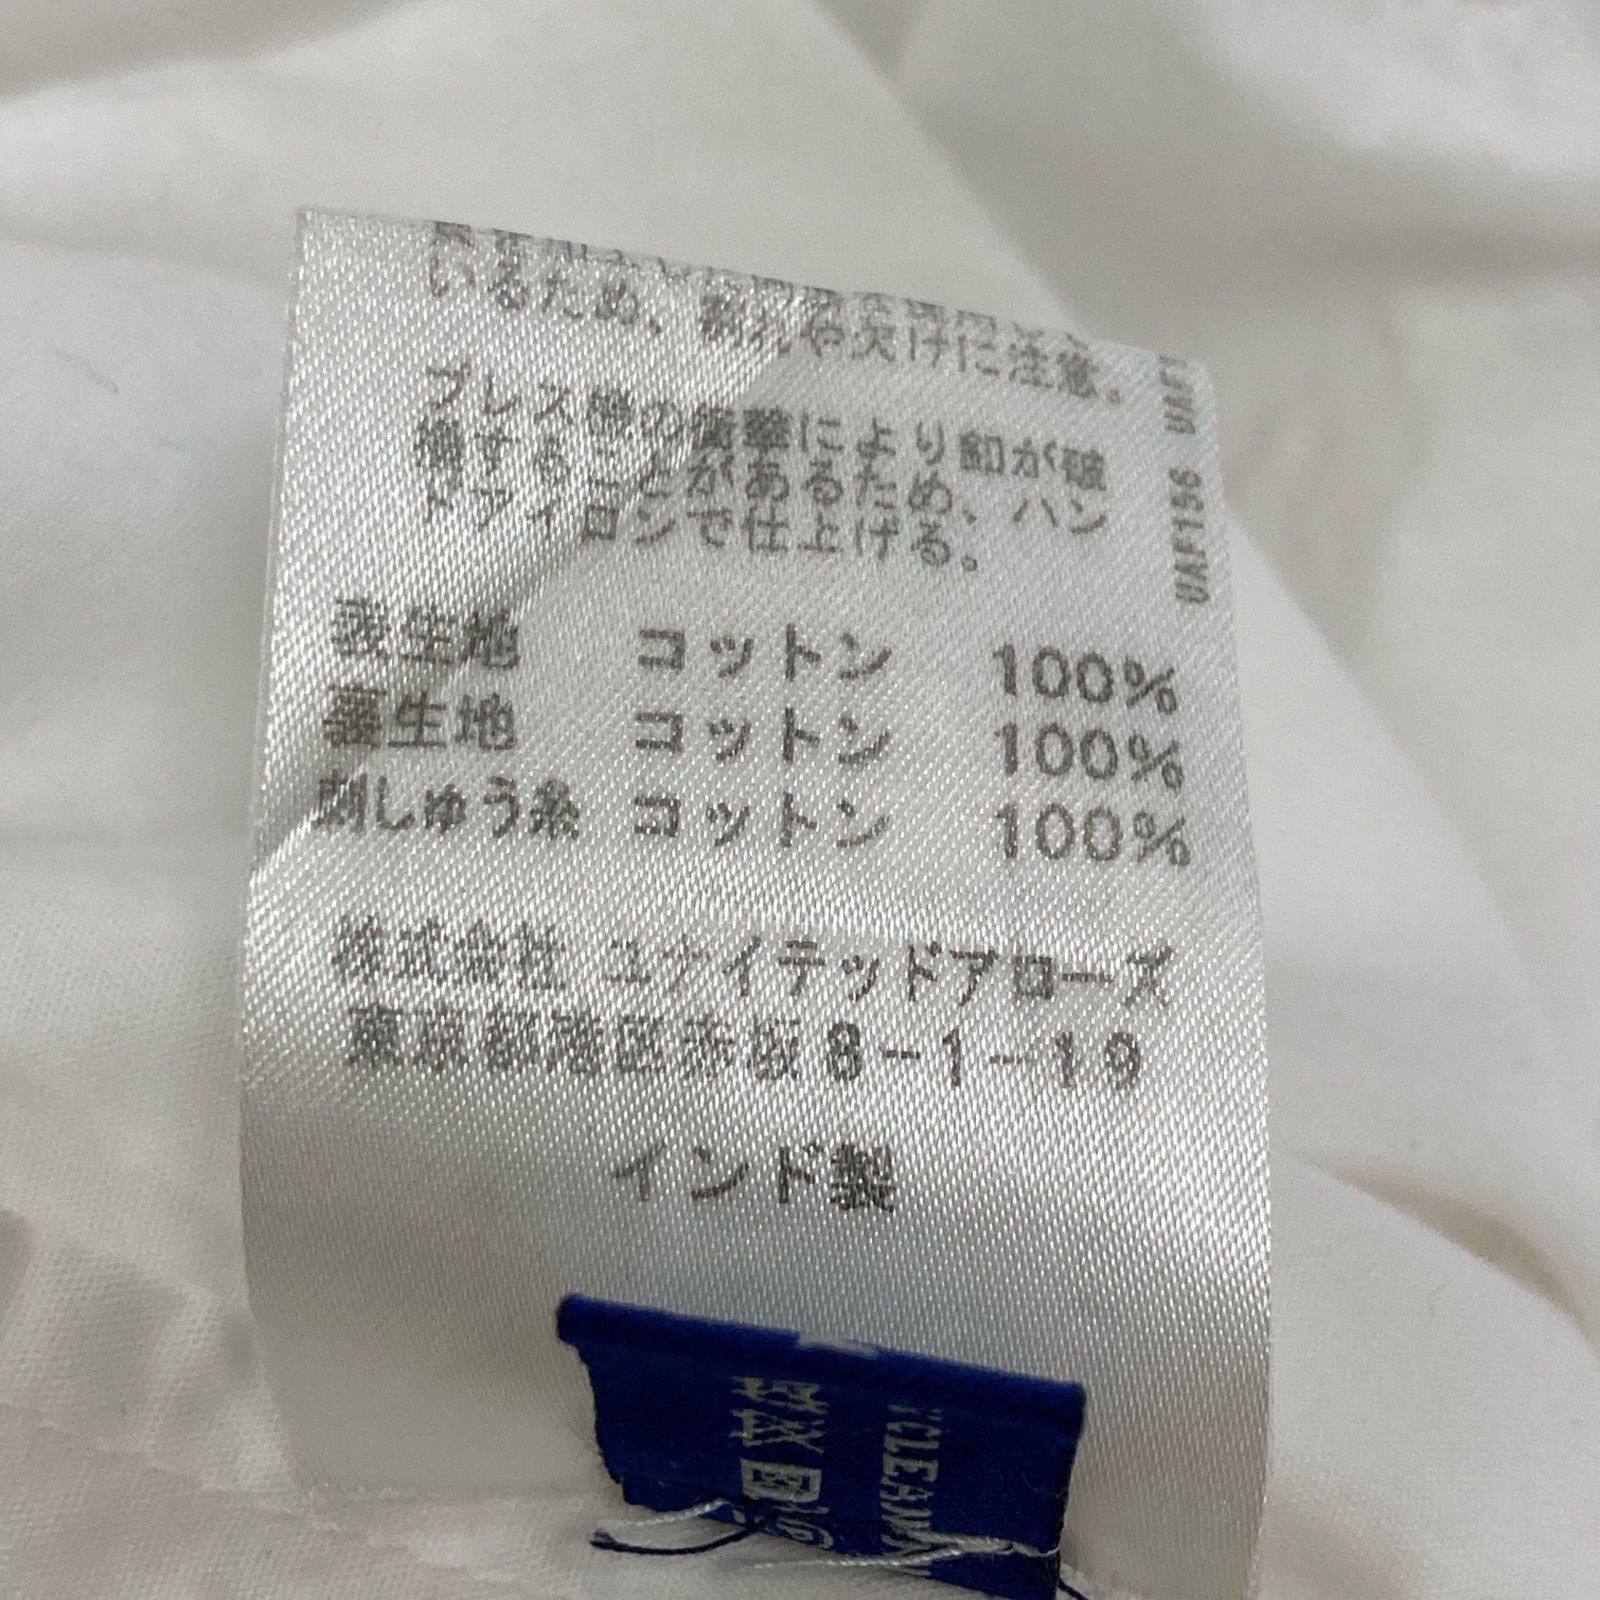 いるため、割れや欠けに注意。
プレス機の衝撃により釦が破
損することがあるため、ハン
ドアイロンで仕上げる。
表生地 コットン 100%
裏生地 コットン 100%
刺しゅう糸 コットン 100%
株式会社 ユナイテッドアローズ
東京都港区赤坂8-1-19
インド製
UAF156